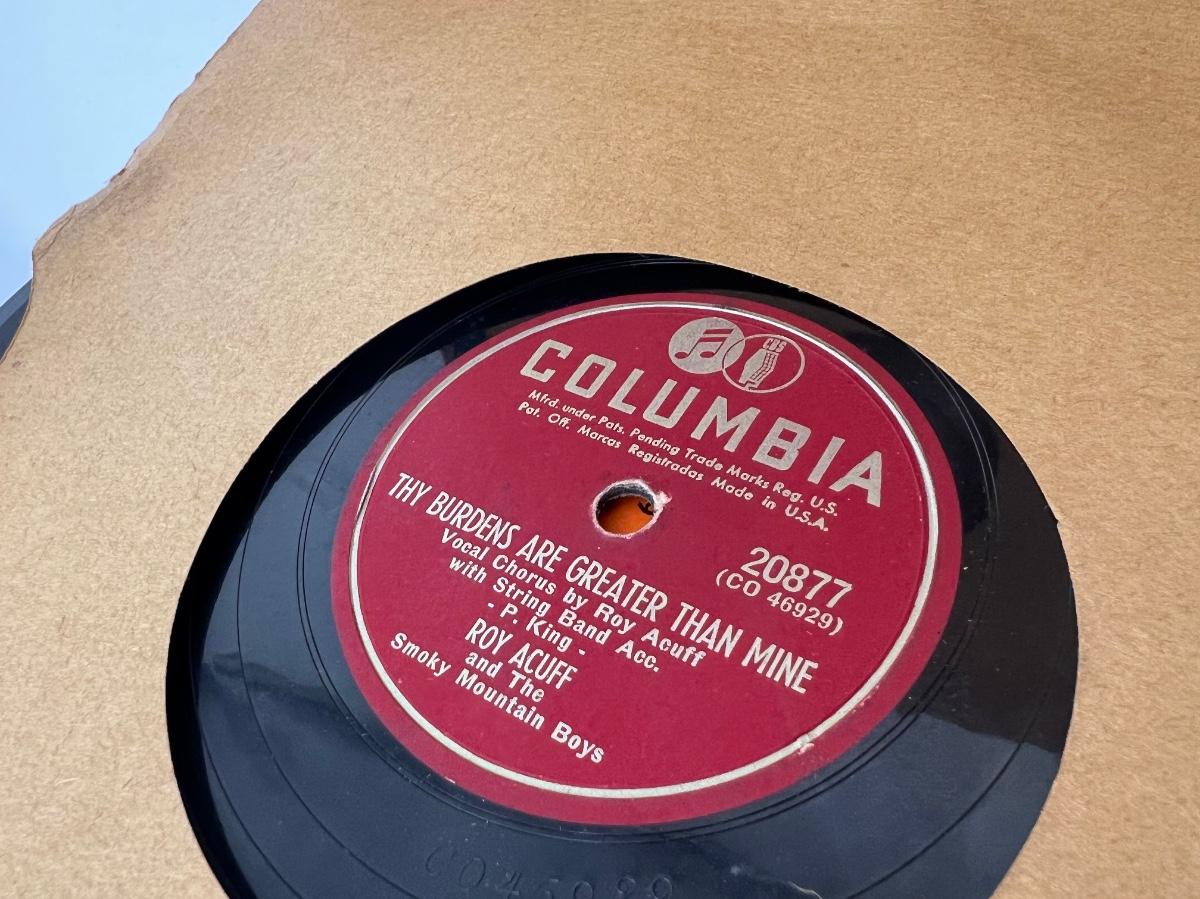 CBS
COLUMBIA
Mfrd. under Pats. Pending Trade Marks Reg. U.S.
Pat. Off. Marcas Registradas Made in U.S.A.
20877
(CO 46929)
THY BURDENS ARE GREATER THAN MINE
Vocal Chorus by Roy Acuff
with String Band Acc.
- P. King -
ROY ACUFF
and The
Smoky Mountain Boys